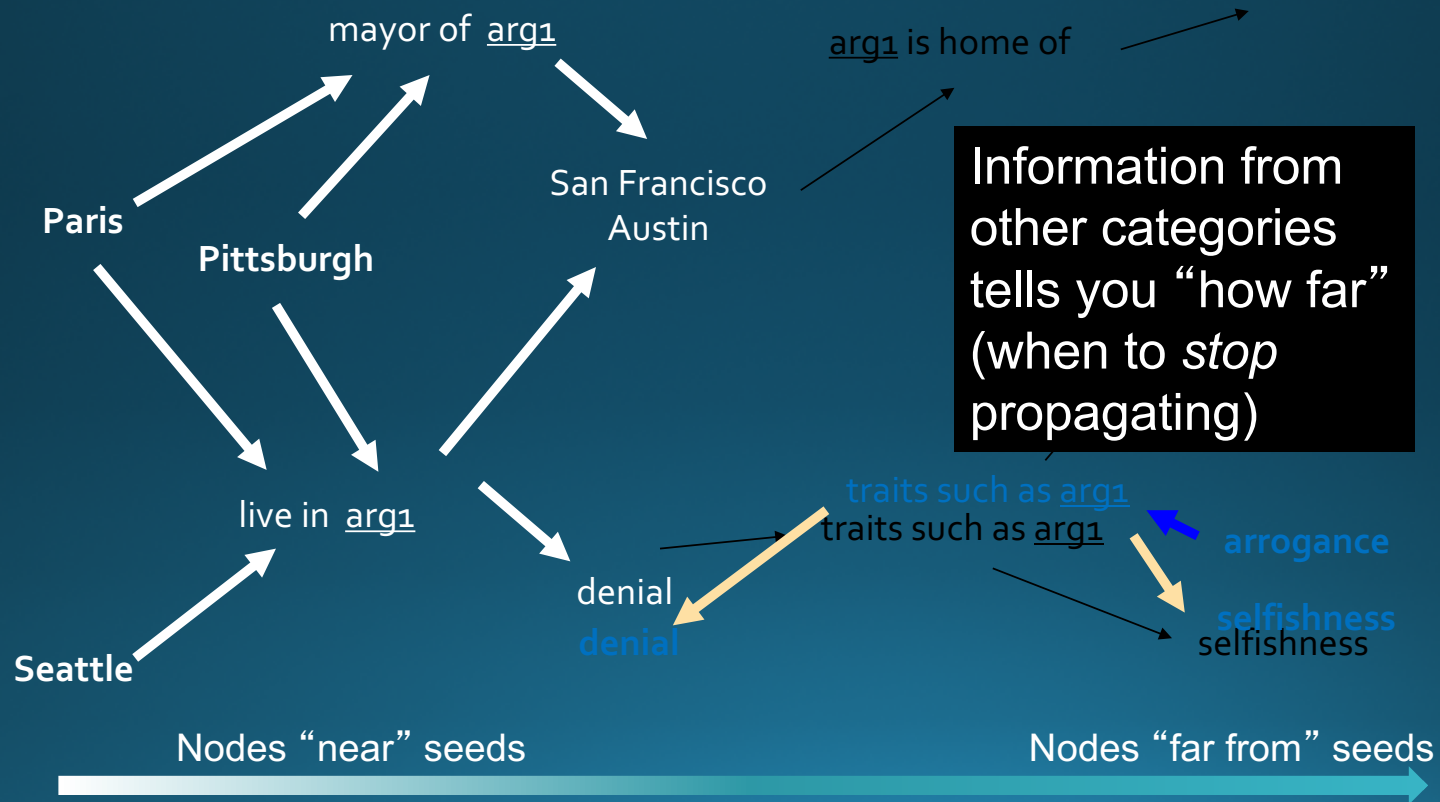 mayor of arg1
arg1 is home of
San Francisco
Austin
Paris
Pittsburgh
Information from
other categories
tells you “how far”
(when to stop
propagating)
live in arg1
traits such as arg1
traits such as arg1
arrogance
denial
denial
selfishness
selfishness
Seattle
Nodes “near” seeds
Nodes “far from” seeds